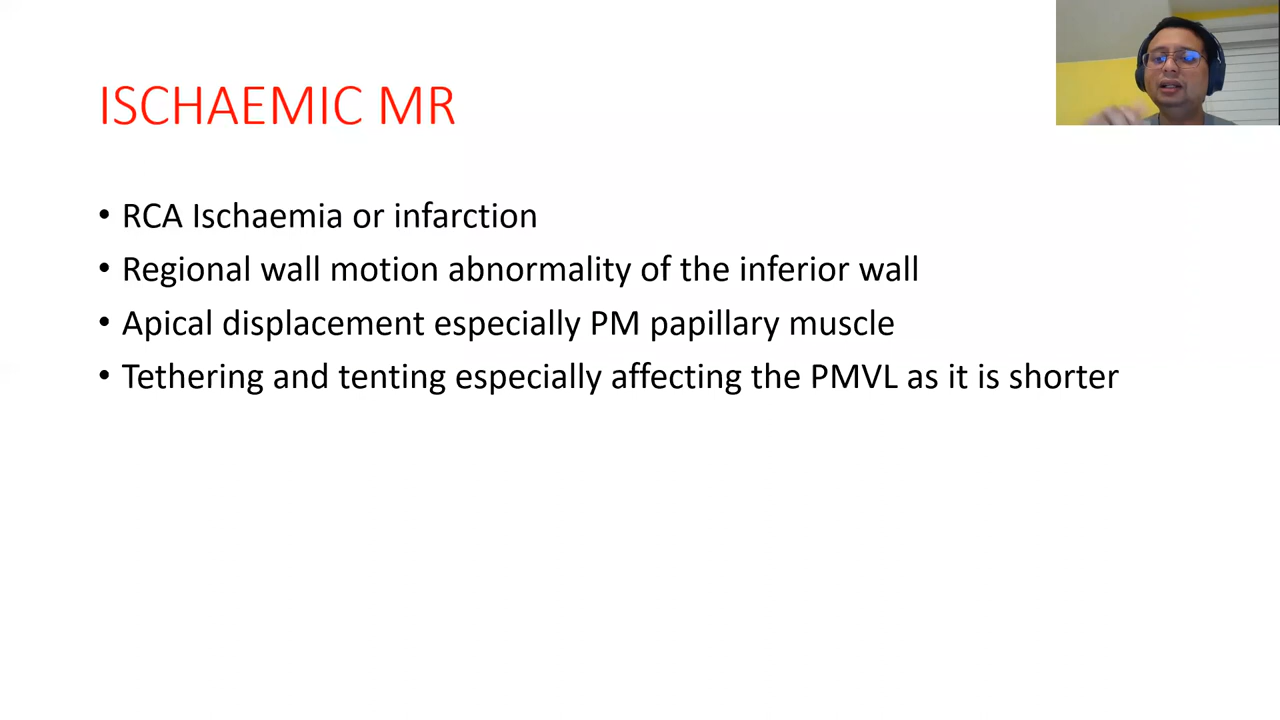 ISCHAEMIC MR
• RCA Ischaemia or infarction
• Regional wall motion abnormality of the inferior wall
• Apical displacement especially PM papillary muscle
• Tethering and tenting especially affecting the PMVL as it is shorter